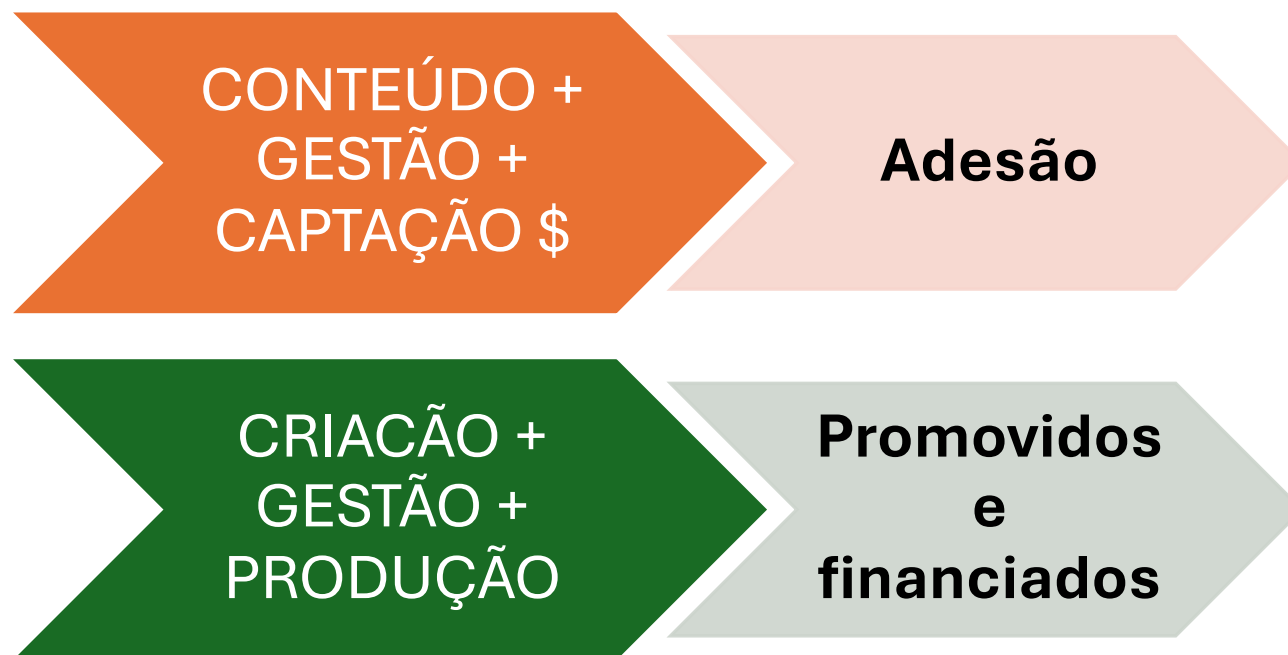 CONTEÚDO +
GESTÃO +
CAPTAÇÃO $
Adesão
CRIACÃO +
GESTÃO +
PRODUÇÃO
Promovidos
e
financiados